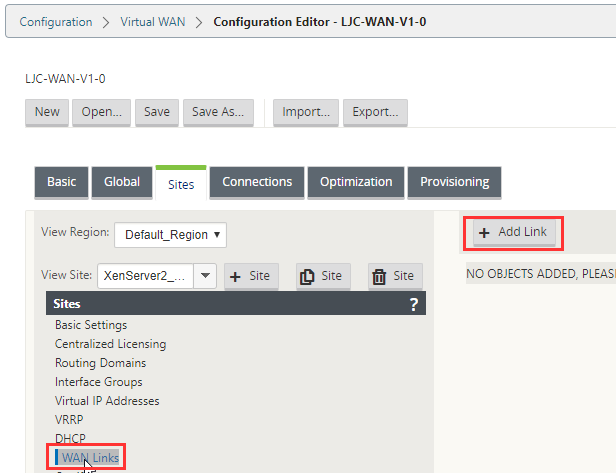 Configuration > Virtual WAN > Configuration Editor - LJC-WAN-V1-0
LJC-WAN-V1-0
New Open... Save Save As... Import... Export...
Basic Global Sites Connections Optimization Provisioning
View Region: Default_Region
+ Add Link
View Site: XenServer2_... + Site Site Site
NO OBJECTS ADDED, PLEAS
Sites ?
Basic Settings
Centralized Licensing
Routing Domains
Interface Groups
Virtual IP Addresses
VRRP
DHCP
WAN Links